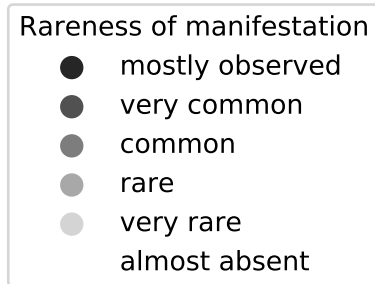 Rareness of manifestation
mostly observed
very common
common
rare
very rare
almost absent